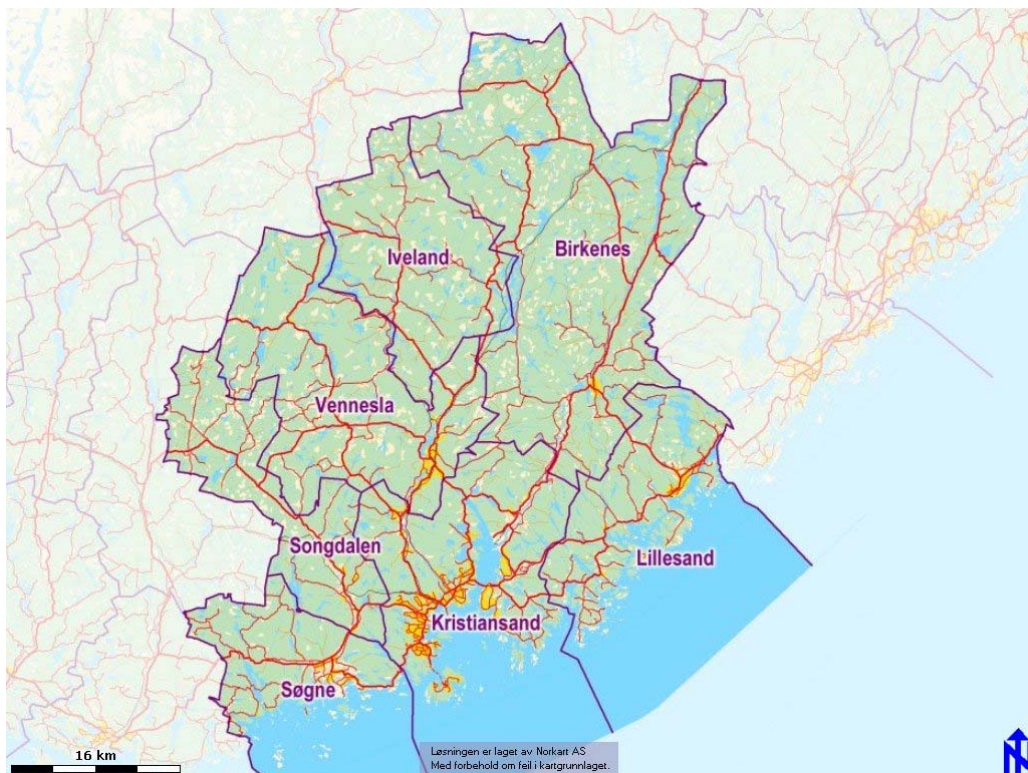 Birkenes
Iveland
Vennesla
Songdalen
Lillesand
Kristiansand
Søgne
16 km
Løsningen er laget av Norkart AS
Med forbehold om feil i kartgrunnlaget.
N